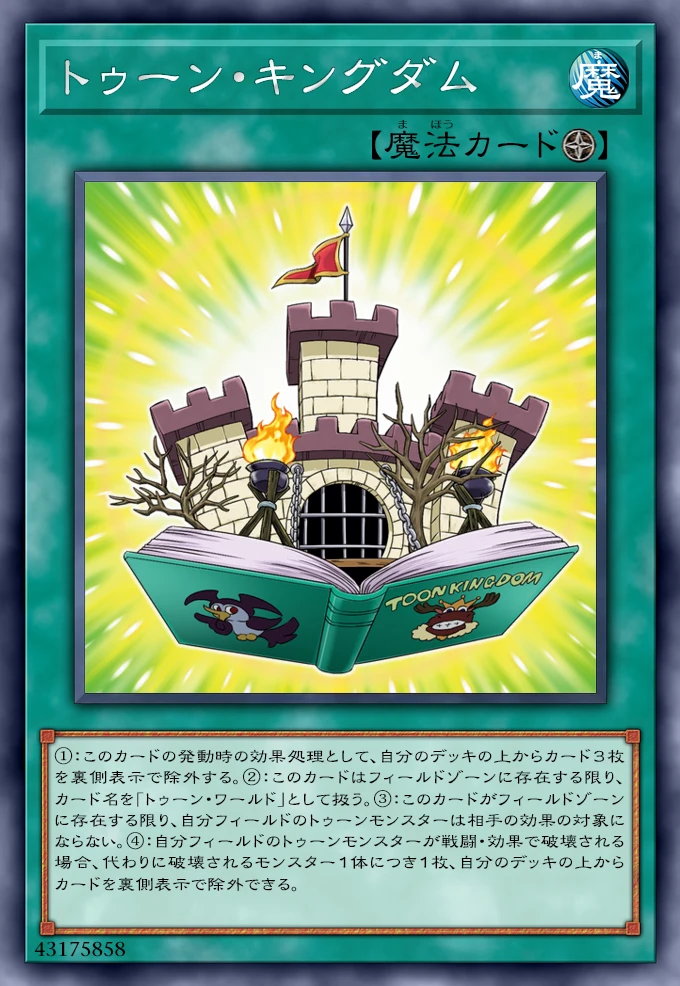 トゥーン・キングダム
魔
ま
ま ほう
【魔法カード】
TOON KINGDOM
①:このカードの発動時の効果処理として、自分のデッキの上からカード3枚
を裏側表示で除外する。②:このカードはフィールドゾーンに存在する限り、
カード名を「トゥーン・ワールド」として扱う。③:このカードがフィールドゾーン
に存在する限り、自分フィールドのトゥーンモンスターは相手の効果の対象
にならない。④:自分フィールドのトゥーンモンスターが戦闘・効果で破壊される
場合、代わりに破壊されるモンスター1体につき1枚、自分のデッキの上から
カードを裏側表示で除外できる。
43175858